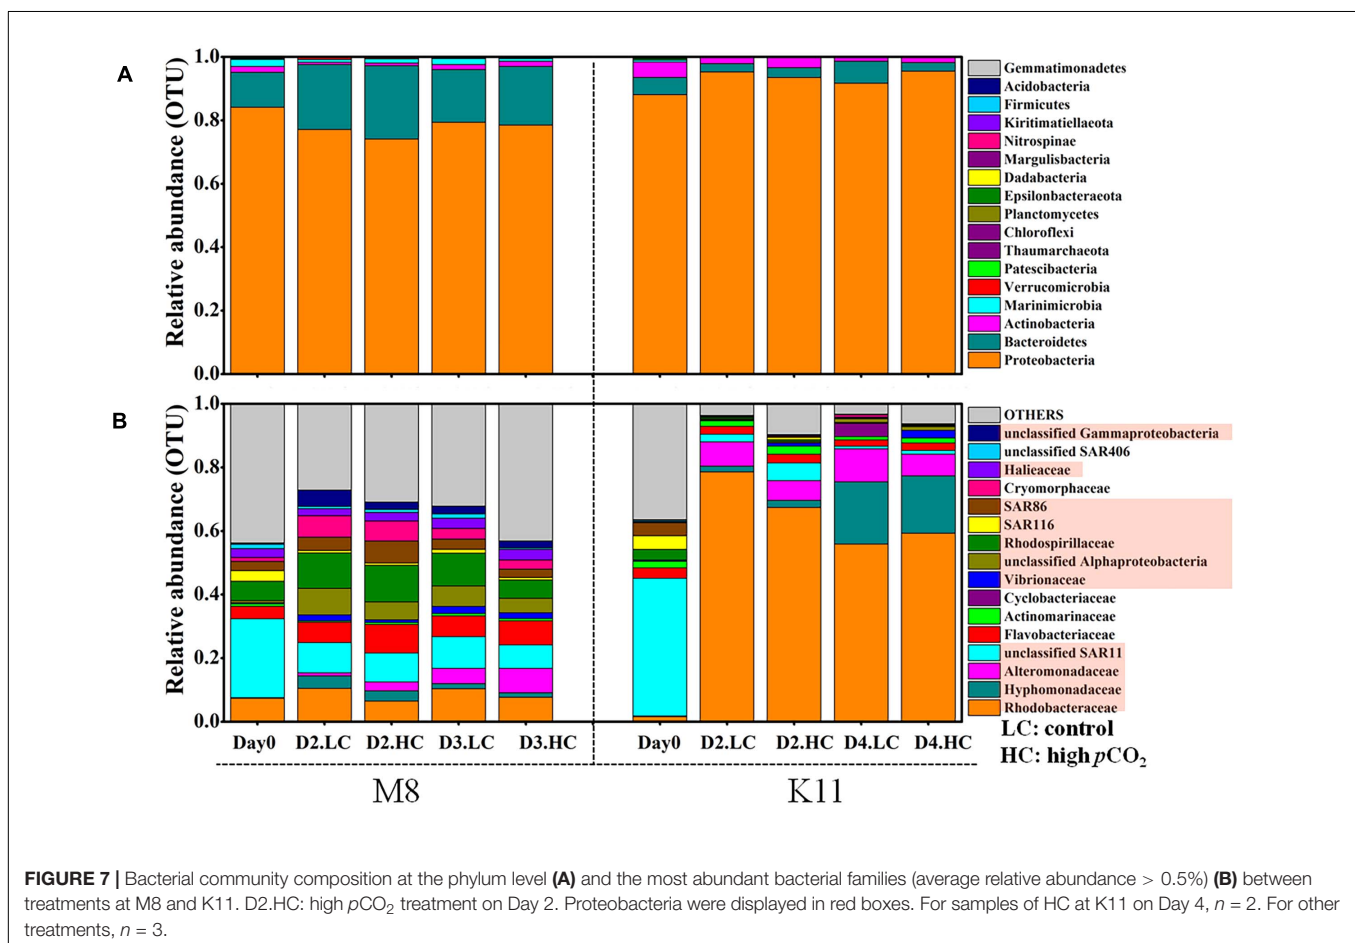 A
Relative abundance (OTU)
1.0
0.8
0.6
0.4
0.2
0.0
Gemmatimonadetes
Acidobacteria
Firmicutes
Kiritimatiellaeota
Nitrospinae
Margulisbacteria
Dadabacteria
Epsilonbacteraeota
Planctomycetes
Chloroflexi
Thaumarchaeota
Patescibacteria
Verrucomicrobia
Marinimicrobia
Actinobacteria
Bacteroidetes
Proteobacteria
B
Relative abundance (OTU)
1.0
0.8
0.6
0.4
0.2
0.0
OTHERS
unclassified Gammaproteobacteria
unclassified SAR406
Halieaceae
Cryomorphaceae
SAR86
SAR116
Rhodospirillaceae
unclassified Alphaproteobacteria
Vibrionaceae
Cyclobacteriaceae
Actinomarinaceae
Flavobacteriaceae
unclassified SAR11
Alteromonadaceae
Hyphomonadaceae
Rhodobacteraceae
LC: control
HC: high pCO₂
Day0 D2.LC D2.HC D3.LC D3.HC Day0 D2.LC D2.HC D4.LC D4.HC
M8 K11
FIGURE 7 | Bacterial community composition at the phylum level (A) and the most abundant bacterial families (average relative abundance > 0.5%) (B) between
treatments at M8 and K11. D2.HC: high pCO₂ treatment on Day 2. Proteobacteria were displayed in red boxes. For samples of HC at K11 on Day 4, n = 2. For other
treatments, n = 3.